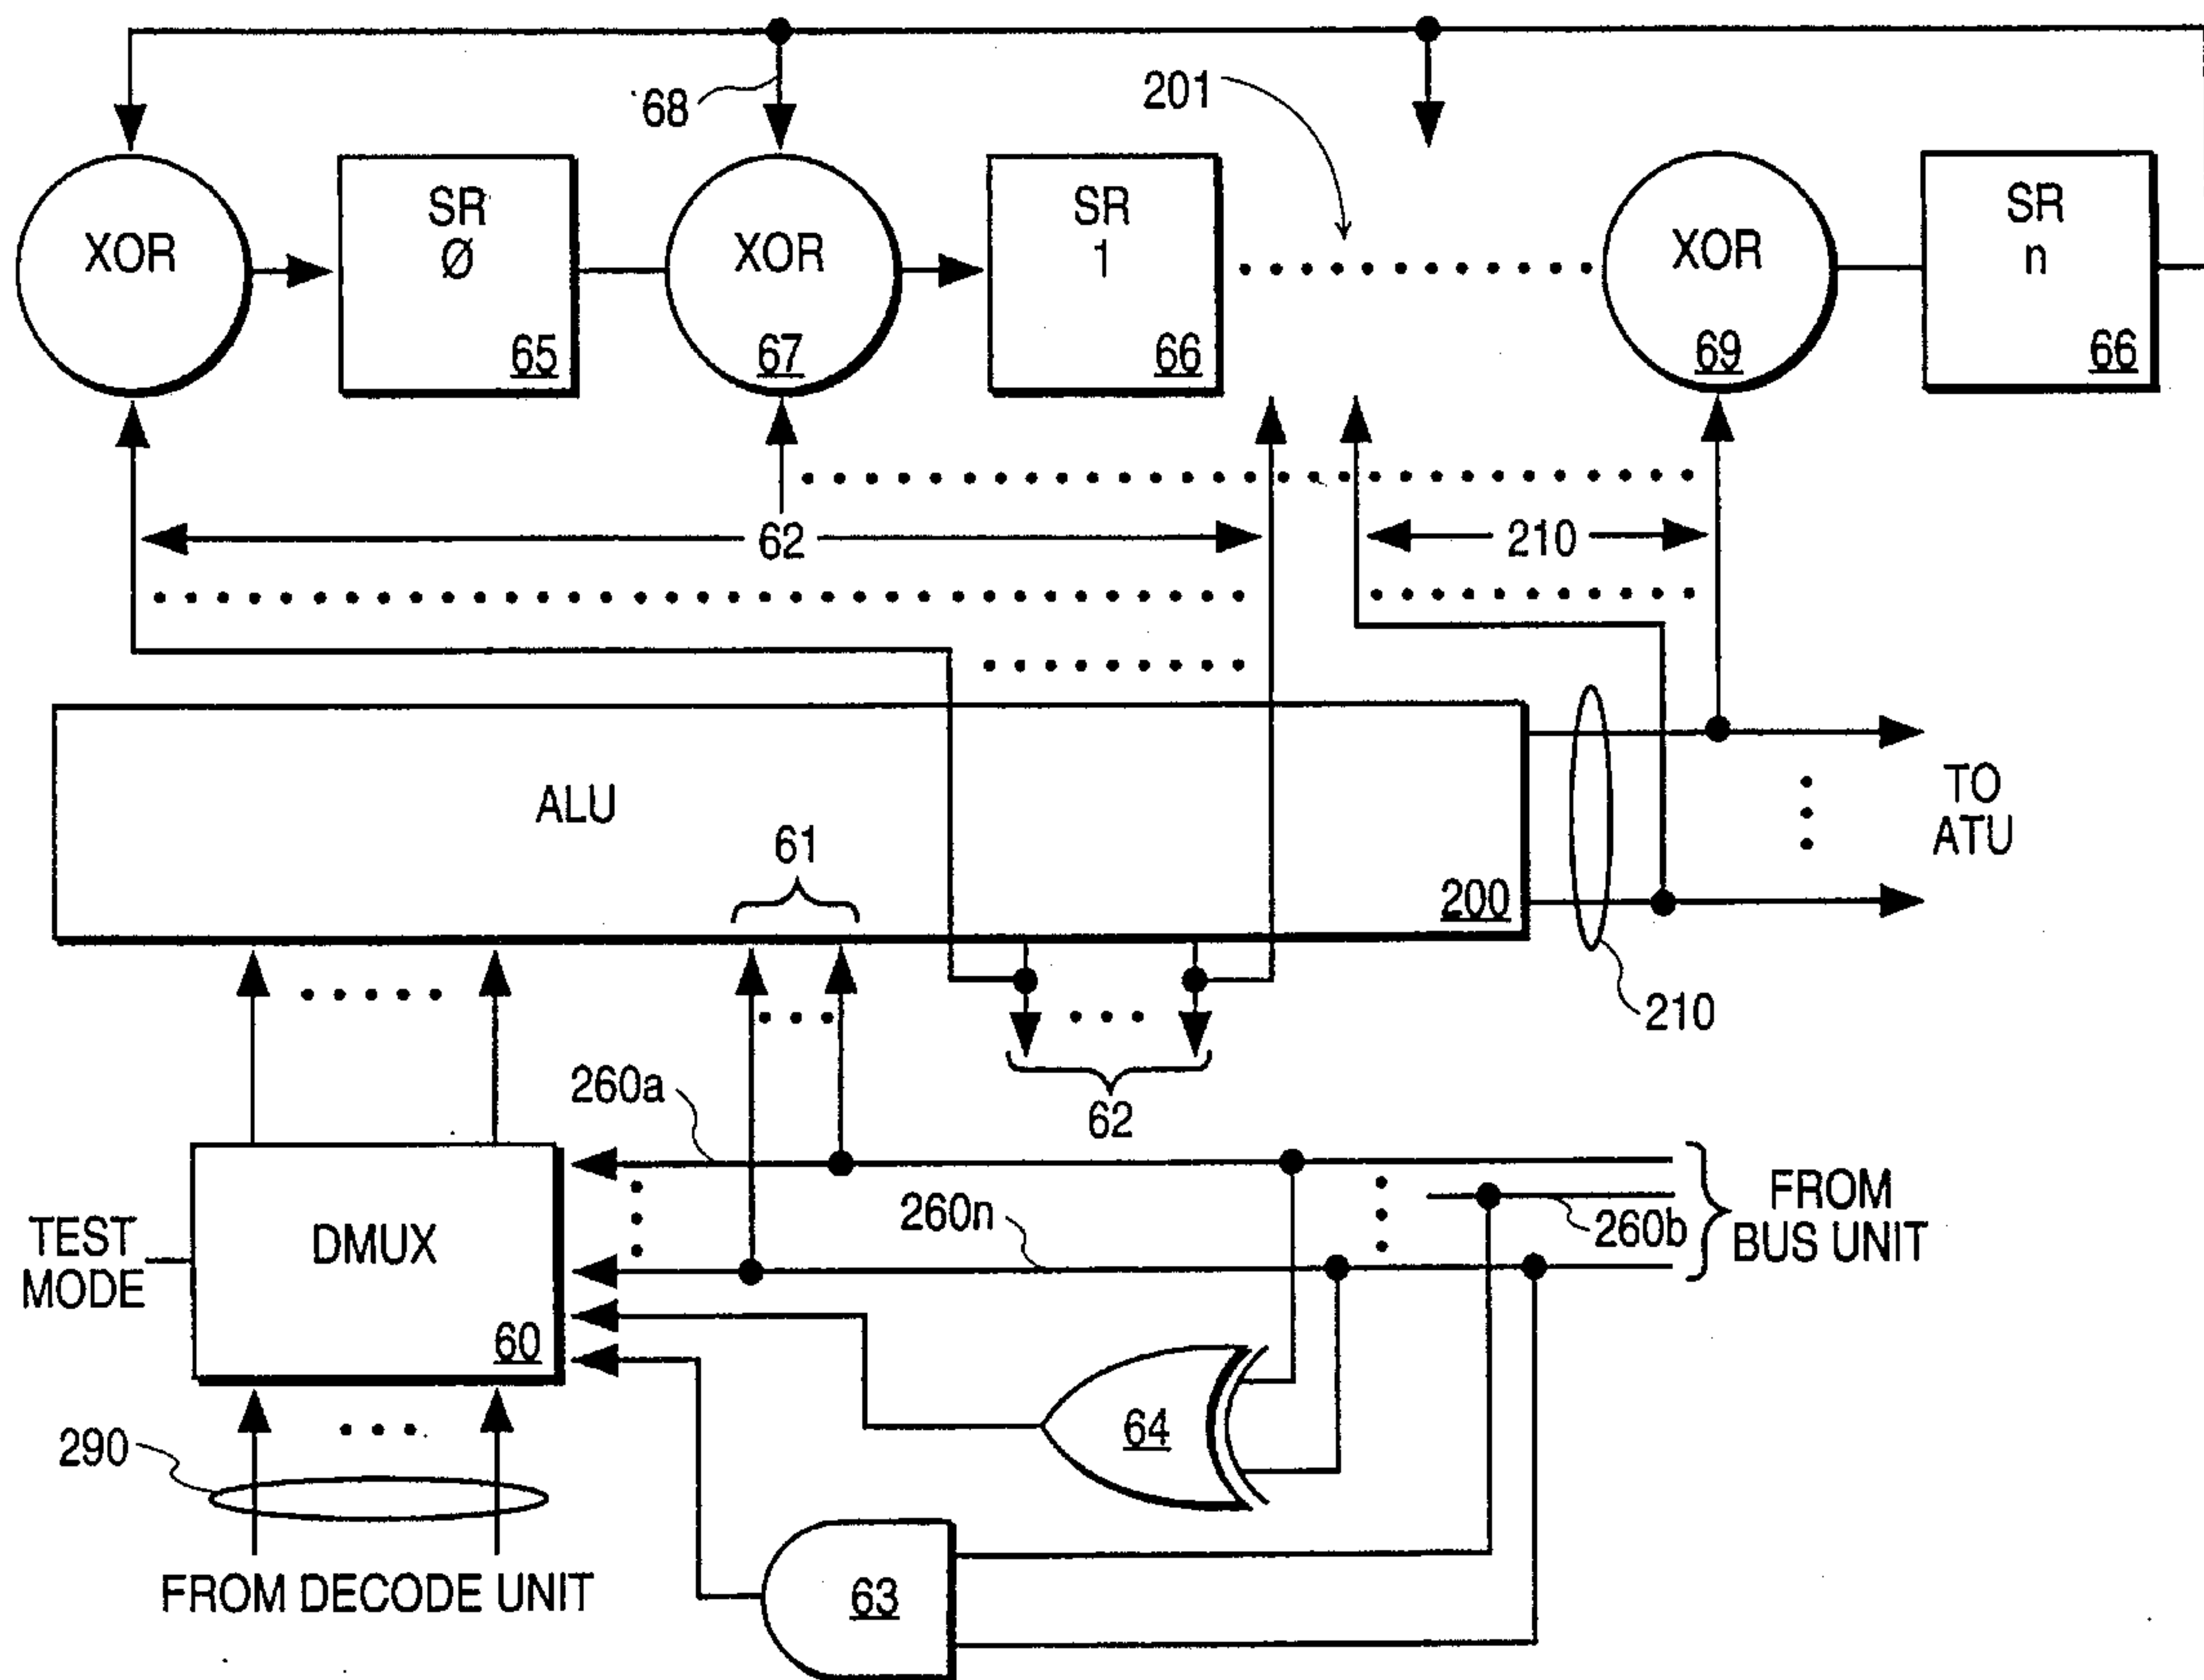 68
201
XOR
SR
Ø
65
XOR
67
SR
1
66
XOR
69
SR
n
66
62
210
ALU
61
200
TO
ATU
210
260a
62
TEST
MODE
DMUX
60
260n
260b
FROM
BUS UNIT
290
64
FROM DECODE UNIT
63